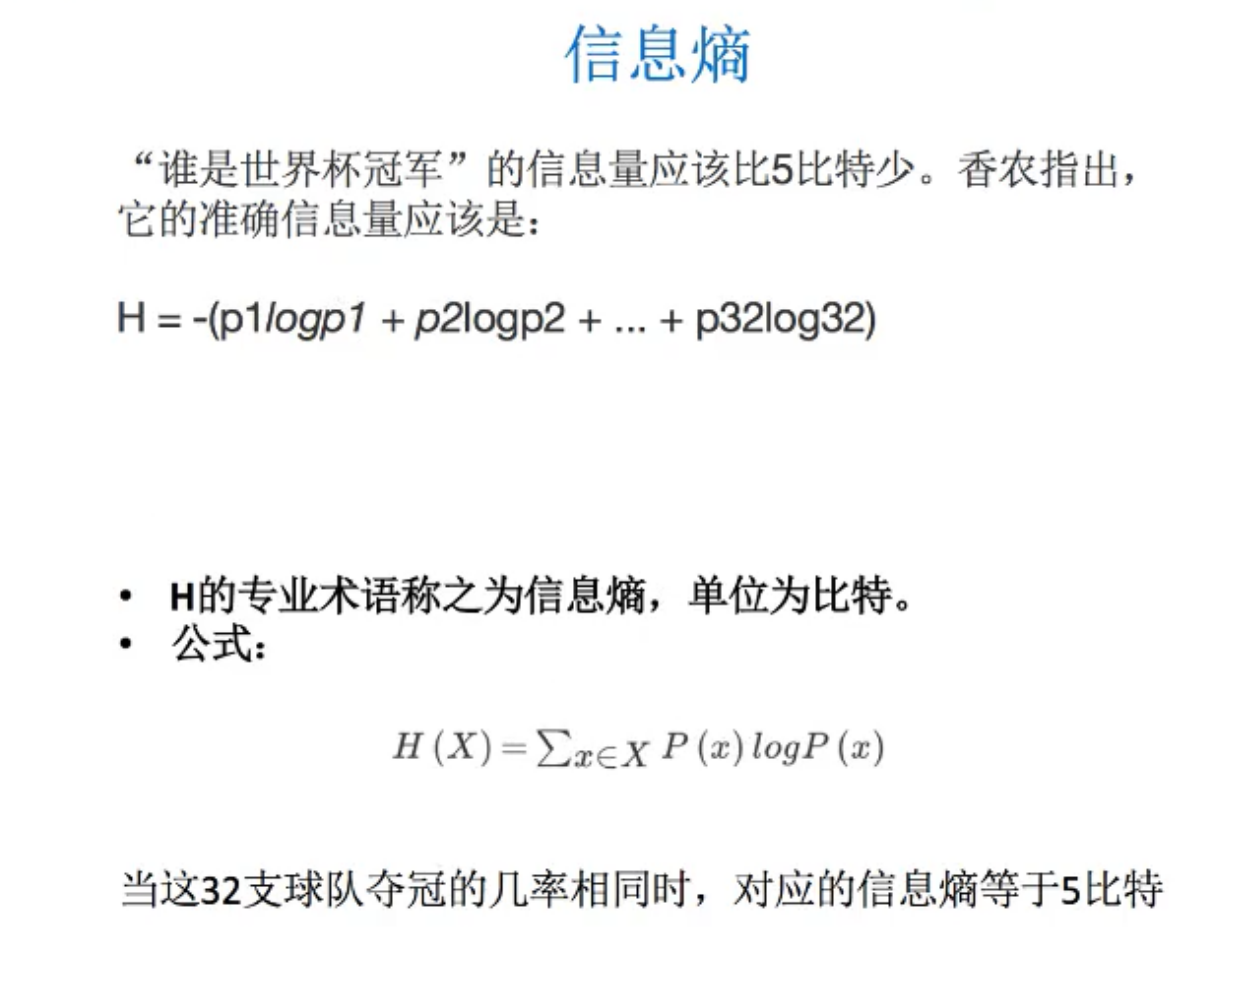 信息熵
“谁是世界杯冠军”的信息量应该比5比特少。香农指出，
它的准确信息量应该是：
H = -(p1logp1 + p2logp2 + ... + p32log32)
• H的专业术语称之为信息熵，单位为比特。
• 公式：
H (X) = ∑x∈X P (x) logP (x)
当这32支球队夺冠的几率相同时，对应的信息熵等于5比特